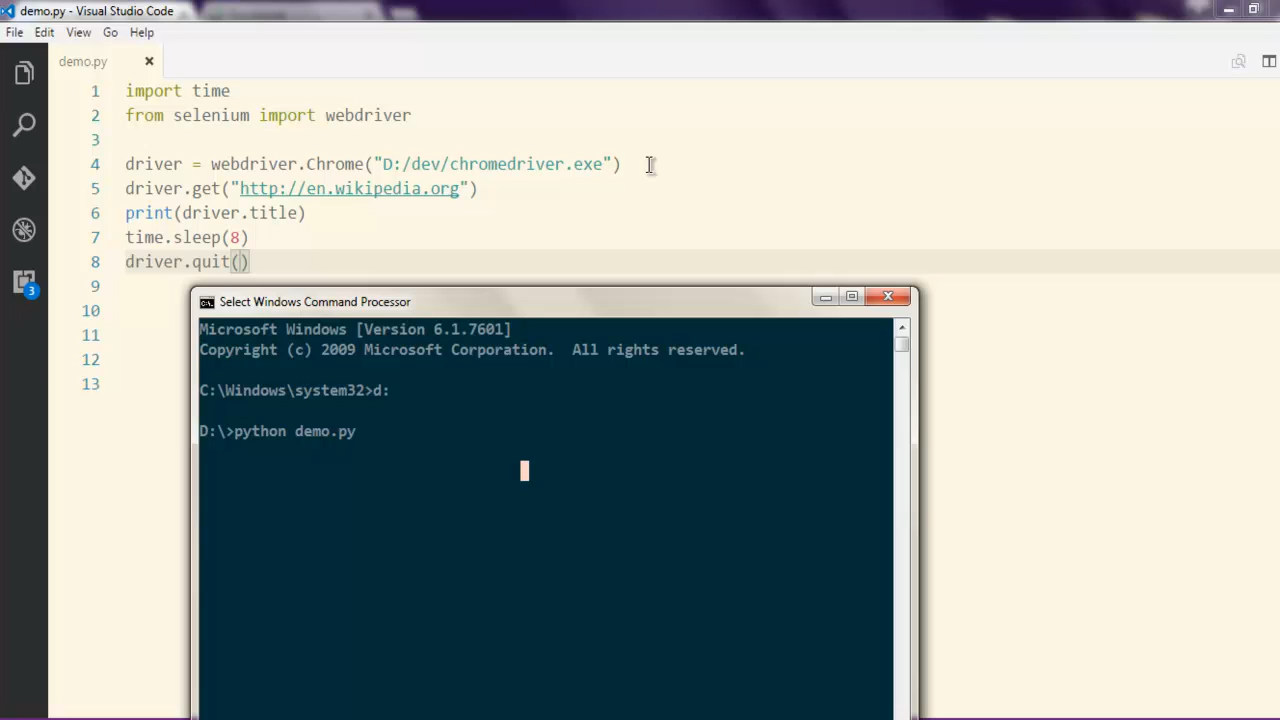 demo.py - Visual Studio Code
File Edit View Go Help
demo.py
1 import time
2 from selenium import webdriver
3
4 driver = webdriver.Chrome("D:/dev/chromedriver.exe")
5 driver.get("http://en.wikipedia.org")
6 print(driver.title)
7 time.sleep(8)
8 driver.quit()
9
10
11
12
13
3
Select Windows Command Processor
Microsoft Windows [Version 6.1.7601]
Copyright (c) 2009 Microsoft Corporation. All rights reserved.
C:\Windows\system32>d:
D:\>python demo.py